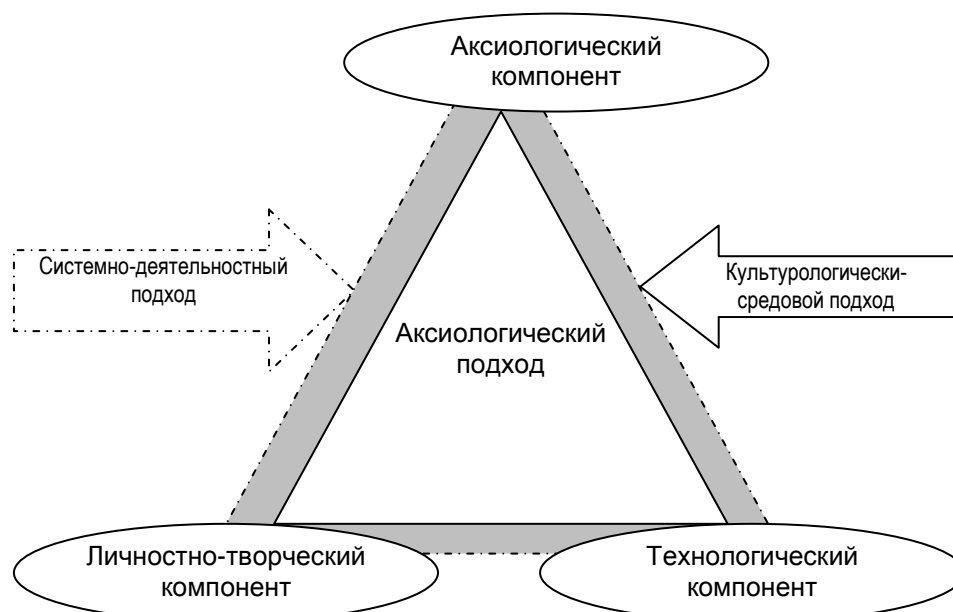 Аксиологический
компонент
Системно-деятельностный
подход
Культурологически-
средовой подход
Аксиологический
подход
Личностно-творческий
компонент
Технологический
компонент